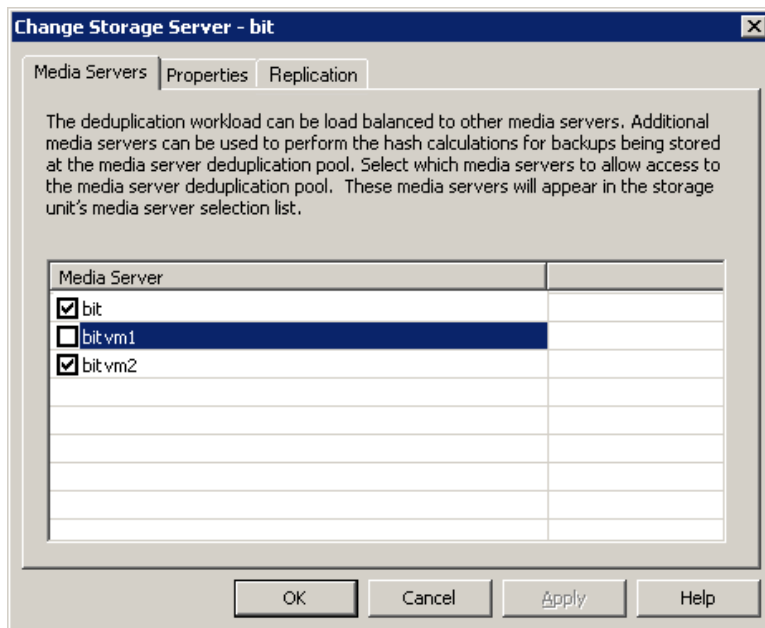 Change Storage Server - bit
Media Servers Properties Replication
The deduplication workload can be load balanced to other media servers. Additional
media servers can be used to perform the hash calculations for backups being stored
at the media server deduplication pool. Select which media servers to allow access to
the media server deduplication pool.  These media servers will appear in the storage
unit's media server selection list.
Media Server
bit
bitvm1
bitvm2
OK Cancel Apply Help